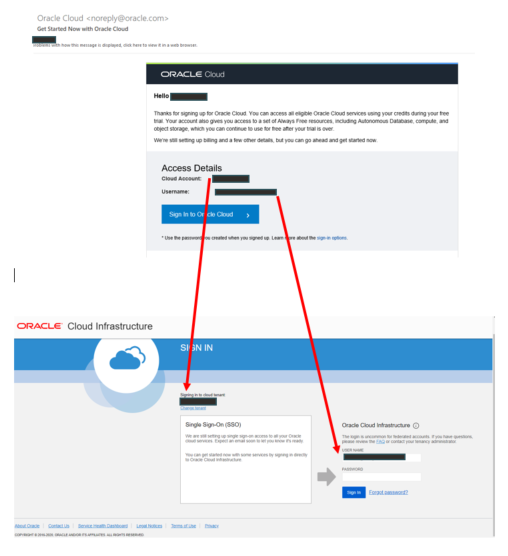 Oracle Cloud <noreply@oracle.com>
Get Started Now with Oracle Cloud
with how this message is displayed, click here to view it in a web browser.
ORACLE Cloud
Hello
Thanks for signing up for Oracle Cloud. You can access all eligible Oracle Cloud services using your credits during your free
trial. Your account also gives you access to a set of Always Free resources, including Autonomous Database, compute, and
object storage, which you can continue to use for free after your trial is over.
We're still setting up billing and a few other details, but you can go ahead and get started now.
Access Details
Cloud Account:
Username:
Sign In to Oracle Cloud >
* Use the password you created when you signed up. Learn more about the sign-in options.
ORACLE Cloud Infrastructure
SIGN IN
Signing in to cloud tenant:
Change tenant
Single Sign-On (SSO)
We are still setting up single sign-on access to all your Oracle
cloud services. Expect an email soon to let you know it's ready.
You can get started now with some services by signing in directly
to Oracle Cloud Infrastructure.
Oracle Cloud Infrastructure
The login is uncommon for federated accounts. If you have questions,
please review the FAQ or contact your tenancy administrator
USER NAME
PASSWORD
Sign In Forgot password?
About Oracle | Contact Us | Service Health Dashboard | Legal Notices | Terms of Use | Privacy
COPYRIGHT © 2016-2020, ORACLE AND/OR ITS AFFILIATES. ALL RIGHTS RESERVED.